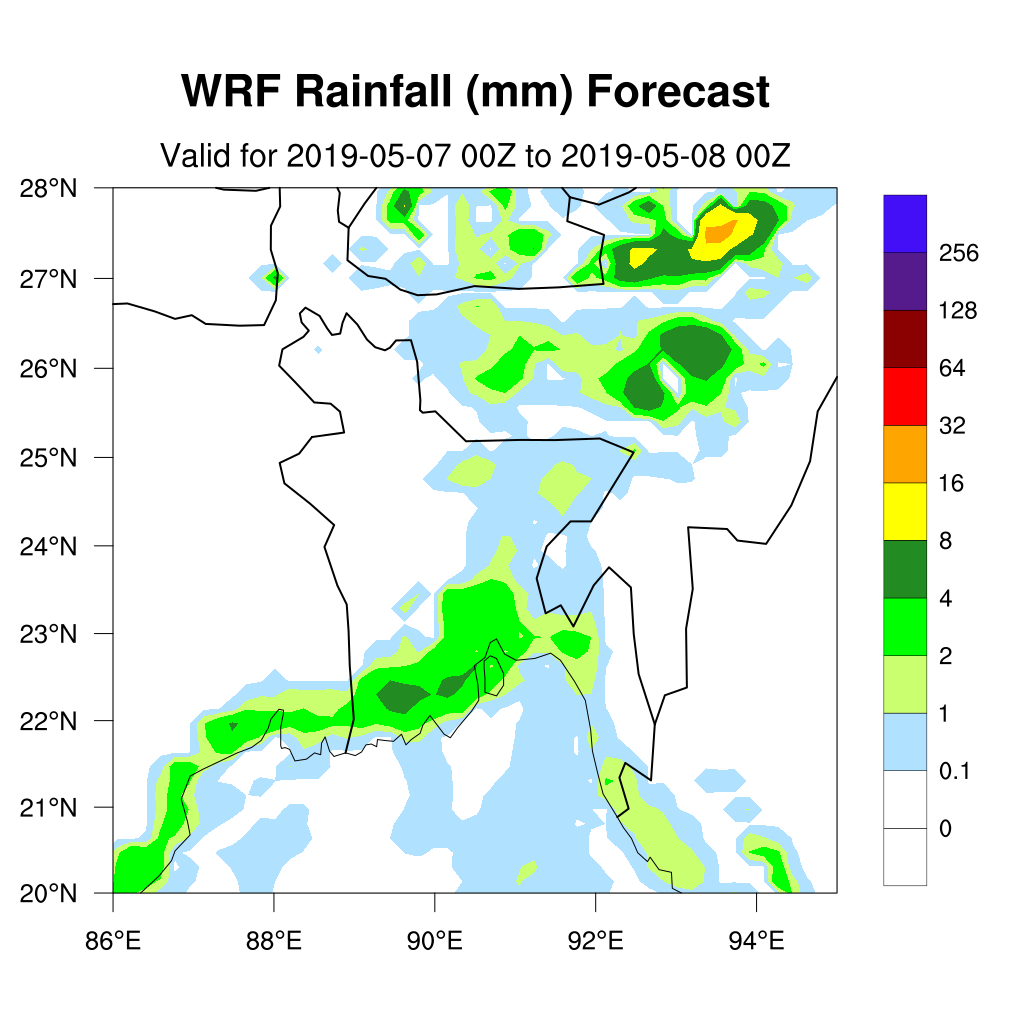 WRF Rainfall (mm) Forecast
Valid for 2019-05-07 00Z to 2019-05-08 00Z
28°N
27°N
26°N
25°N
24°N
23°N
22°N
21°N
20°N
86°E 88°E 90°E 92°E 94°E
256
128
64
32
16
8
4
2
1
0.1
0